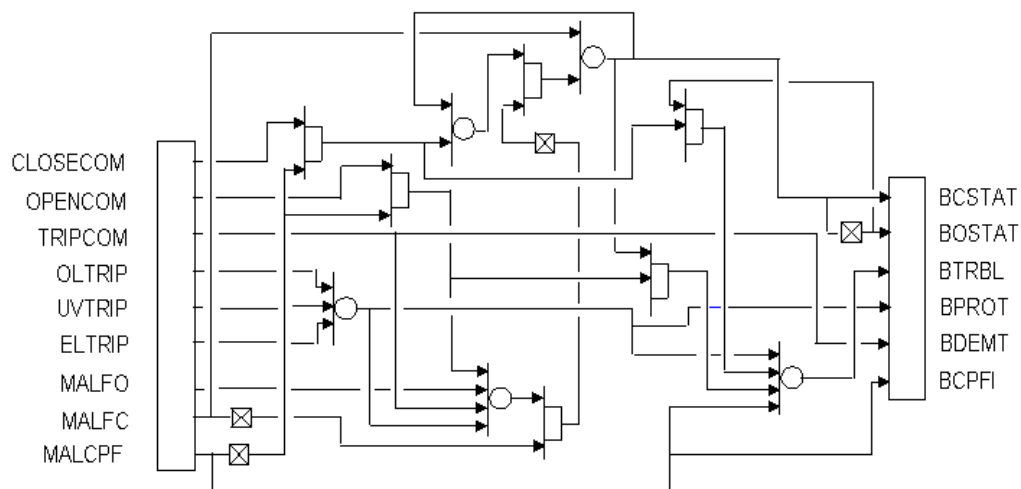 CLOSECOM
OPENCOM
TRIPCOM
OLTRIP
UVTRIP
ELTRIP
MALFO
MALFC
MALCPF
BCSTAT
BOSTAT
BTRBL
BPROT
BDEMT
BCPFI